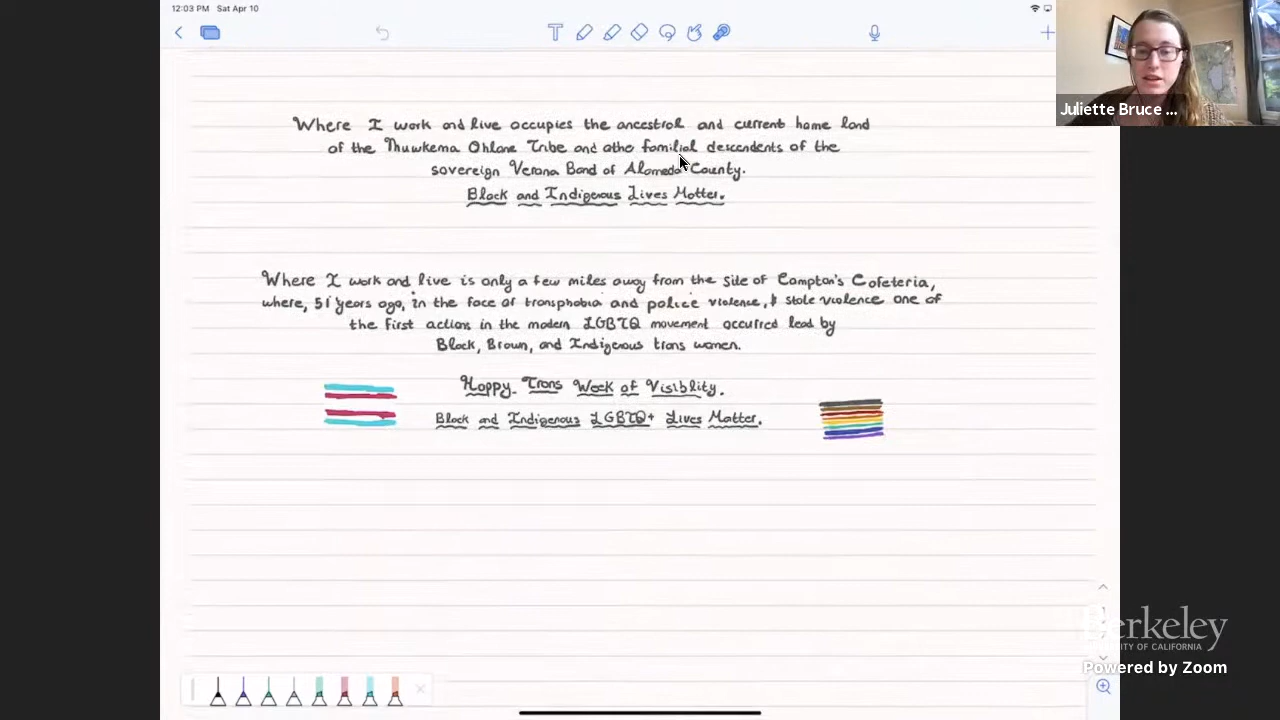 12:03 PM Sat Apr 10
Juliette Bruce ...
Where I work and live occupies the ancestral and current home land
of the Muwkema Ohlone Tribe and othe familial descendents of the
sovereign Verona Band of Alameda County.
Black and Indigenous Lives Matter.
Where I work and live is only a few miles away from the site of Compton's Cafeteria,
where, 51 years ago, in the face of transphobia and police violence, & state violence one of
the first actions in the modern LGBTQ movement occurred lead by
Black, Brown, and Indigenous trans women.
Happy Trans Week of Visiblity.
Black and Indigenous LGBTQ+ Lives Matter.
Berkeley
UNIVERSITY OF CALIFORNIA
Powered by Zoom